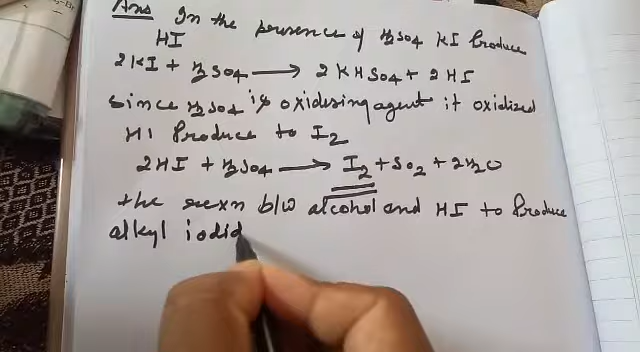 Ans In the presence of H2SO4 KI Produce
HI
2KI + H2SO4 → 2KHSO4 + 2HI
since H2SO4 is oxidising agent it oxidized
HI Produce to I2
2HI + H2SO4 → I2 + SO2 + 2H2O
the rexn b/w alcohol and HI to Produce
alkyl iodid